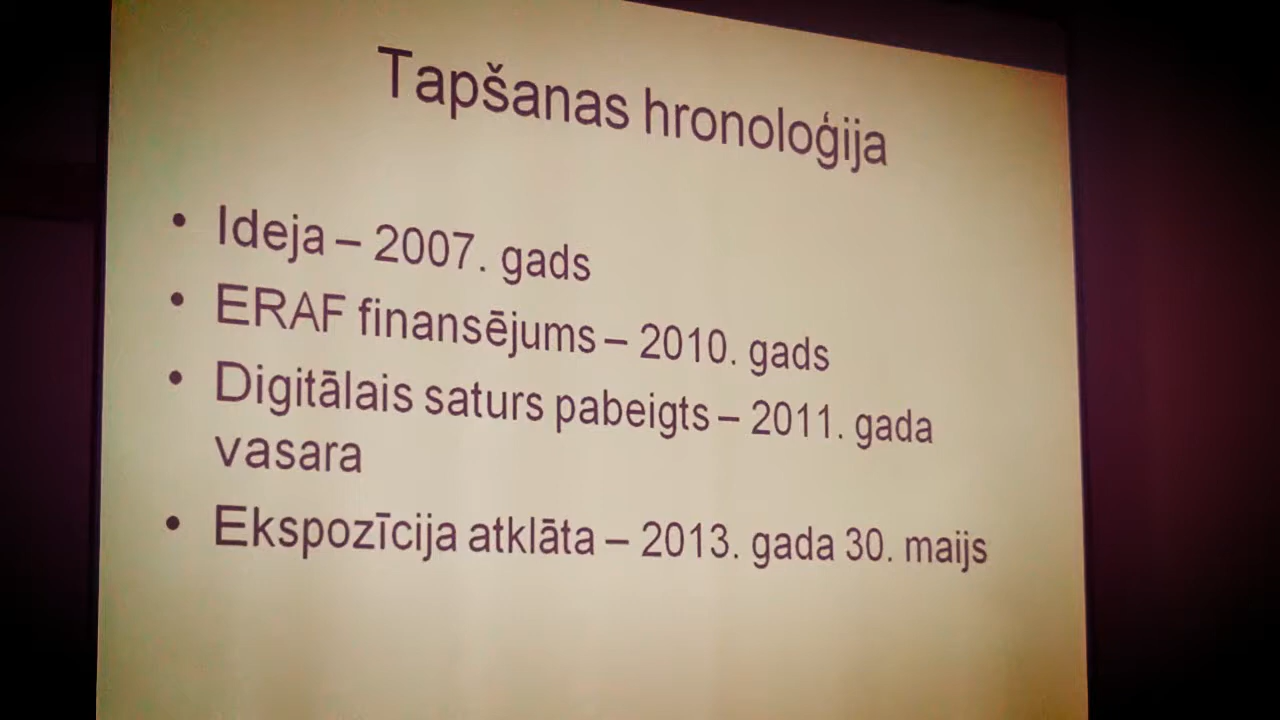 Tapšanas hronoloģija
• Ideja – 2007. gads
• ERAF finansējums – 2010. gads
• Digitālais saturs pabeigts – 2011. gada
vasara
• Ekspozīcija atklāta – 2013. gada 30. maijs